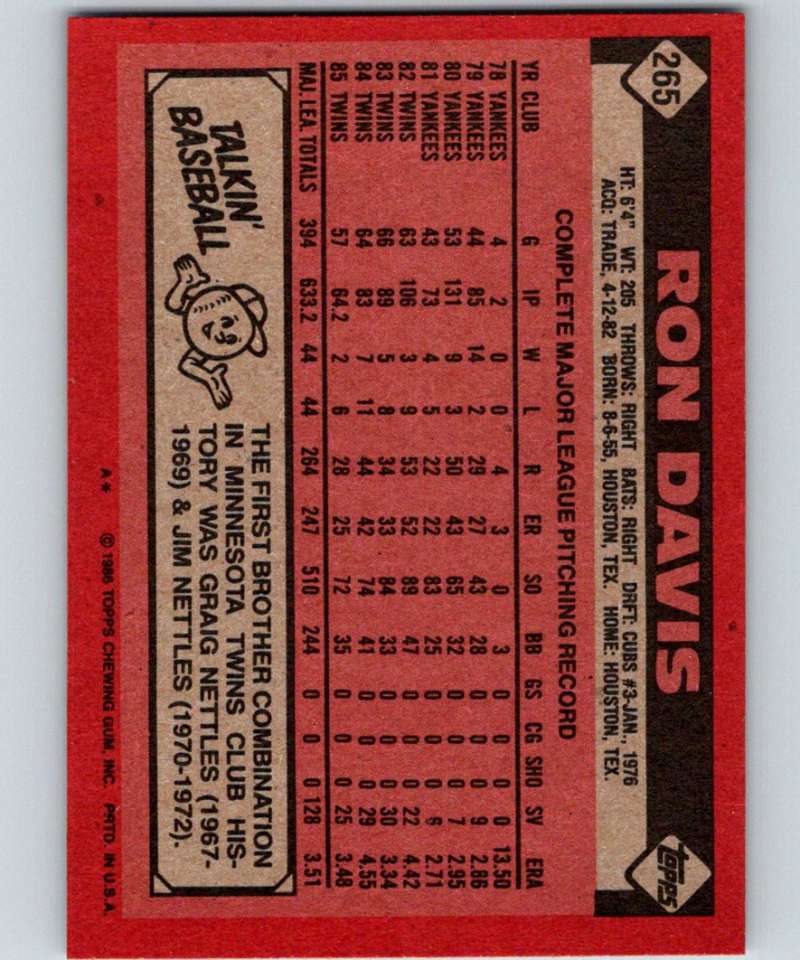 265
RON DAVIS
topps
HT: 6'4" WT: 205 THROWS: RIGHT BATS: RIGHT DRFT: CUBS #3-JAN., 1976
ACQ: TRADE, 4-12-82 BORN: 8-6-55, HOUSTON, TEX. HOME: HOUSTON, TEX.
COMPLETE MAJOR LEAGUE PITCHING RECORD
YR CLUB G IP W L R ER SO BB GS CG SHO SV ERA
78 YANKEES 4 2 0 0 4 3 0 3 0 0 0 0 13.50
79 YANKEES 44 85 14 2 29 27 43 28 0 0 0 9 2.86
80 YANKEES 53 131 9 3 50 43 65 32 0 0 0 7 2.95
81 YANKEES 43 73 4 5 22 22 83 25 0 0 0 6 2.71
82 TWINS 63 106 3 9 53 52 89 47 0 0 0 22 4.42
83 TWINS 66 89 5 8 34 33 84 33 0 0 0 30 3.34
84 TWINS 64 83 7 11 44 42 74 41 0 0 0 29 4.55
85 TWINS 57 64.2 2 6 28 25 72 35 0 0 0 25 3.48
MAJ. LEA. TOTALS 394 633.2 44 44 264 247 510 244 0 0 0 128 3.51
TALKIN'
BASEBALL
THE FIRST BROTHER COMBINATION
IN MINNESOTA TWINS CLUB HIS-
TORY WAS GRAIG NETTLES (1967-
1969) & JIM NETTLES (1970-1972).
A* © 1986 TOPPS CHEWING GUM, INC. PRTD. IN U.S.A.